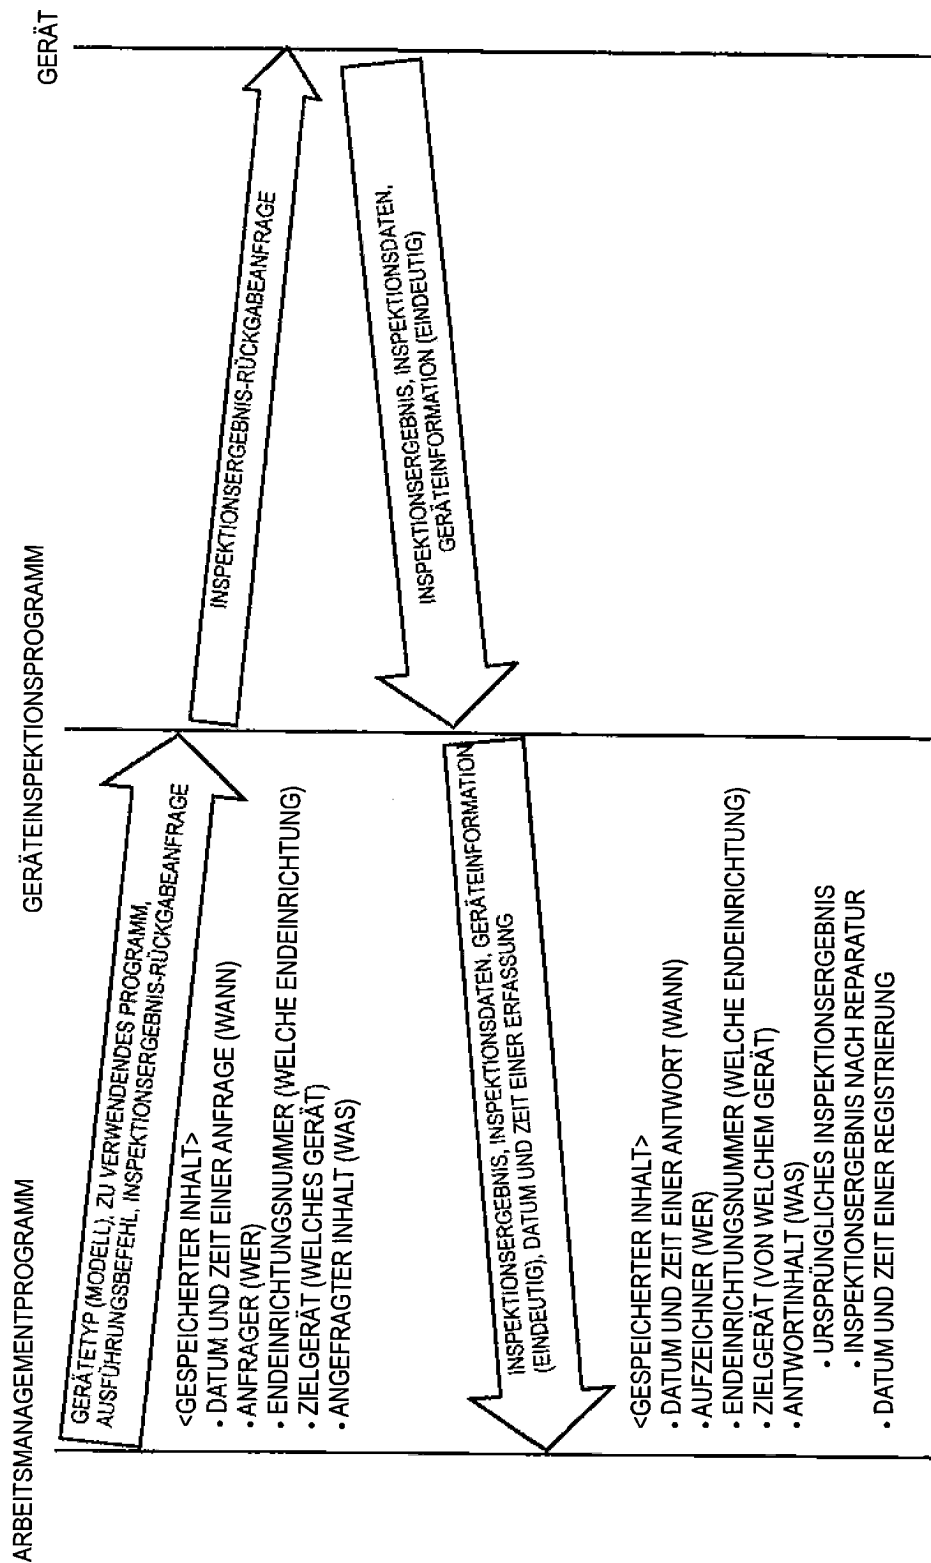 ARBEITSMANAGEMENTPROGRAMM
GERÄTEINSPEKTIONSPROGRAMM
GERÄT
GERÄTETYP (MODELL), ZU VERWENDENDES PROGRAMM,
AUSFÜHRUNGSBEFEHL, INSPEKTIONSERGEBNIS-RÜCKGABEANFRAGE
INSPEKTIONSERGEBNIS-RÜCKGABEANFRAGE
<GESPEICHERTER INHALT>
• DATUM UND ZEIT EINER ANFRAGE (WANN)
• ANFRAGER (WER)
• ENDEINRICHTUNGSNUMMER (WELCHE ENDEINRICHTUNG)
• ZIELGERÄT (WELCHES GERÄT)
• ANGEFRAGTER INHALT (WAS)
INSPEKTIONSERGEBNIS, INSPEKTIONSDATEN,
GERÄTEINFORMATION (EINDEUTIG)
INSPEKTIONSERGEBNIS, INSPEKTIONSDATEN, GERÄTEINFORMATION
(EINDEUTIG), DATUM UND ZEIT EINER ERFASSUNG
<GESPEICHERTER INHALT>
• DATUM UND ZEIT EINER ANTWORT (WANN)
• AUFZEICHNER (WER)
• ENDEINRICHTUNGSNUMMER (WELCHE ENDEINRICHTUNG)
• ZIELGERÄT (VON WELCHEM GERÄT)
• ANTWORTINHALT (WAS)
• URSPRÜNGLICHES INSPEKTIONSERGEBNIS
• INSPEKTIONSERGEBNIS NACH REPARATUR
• DATUM UND ZEIT EINER REGISTRIERUNG